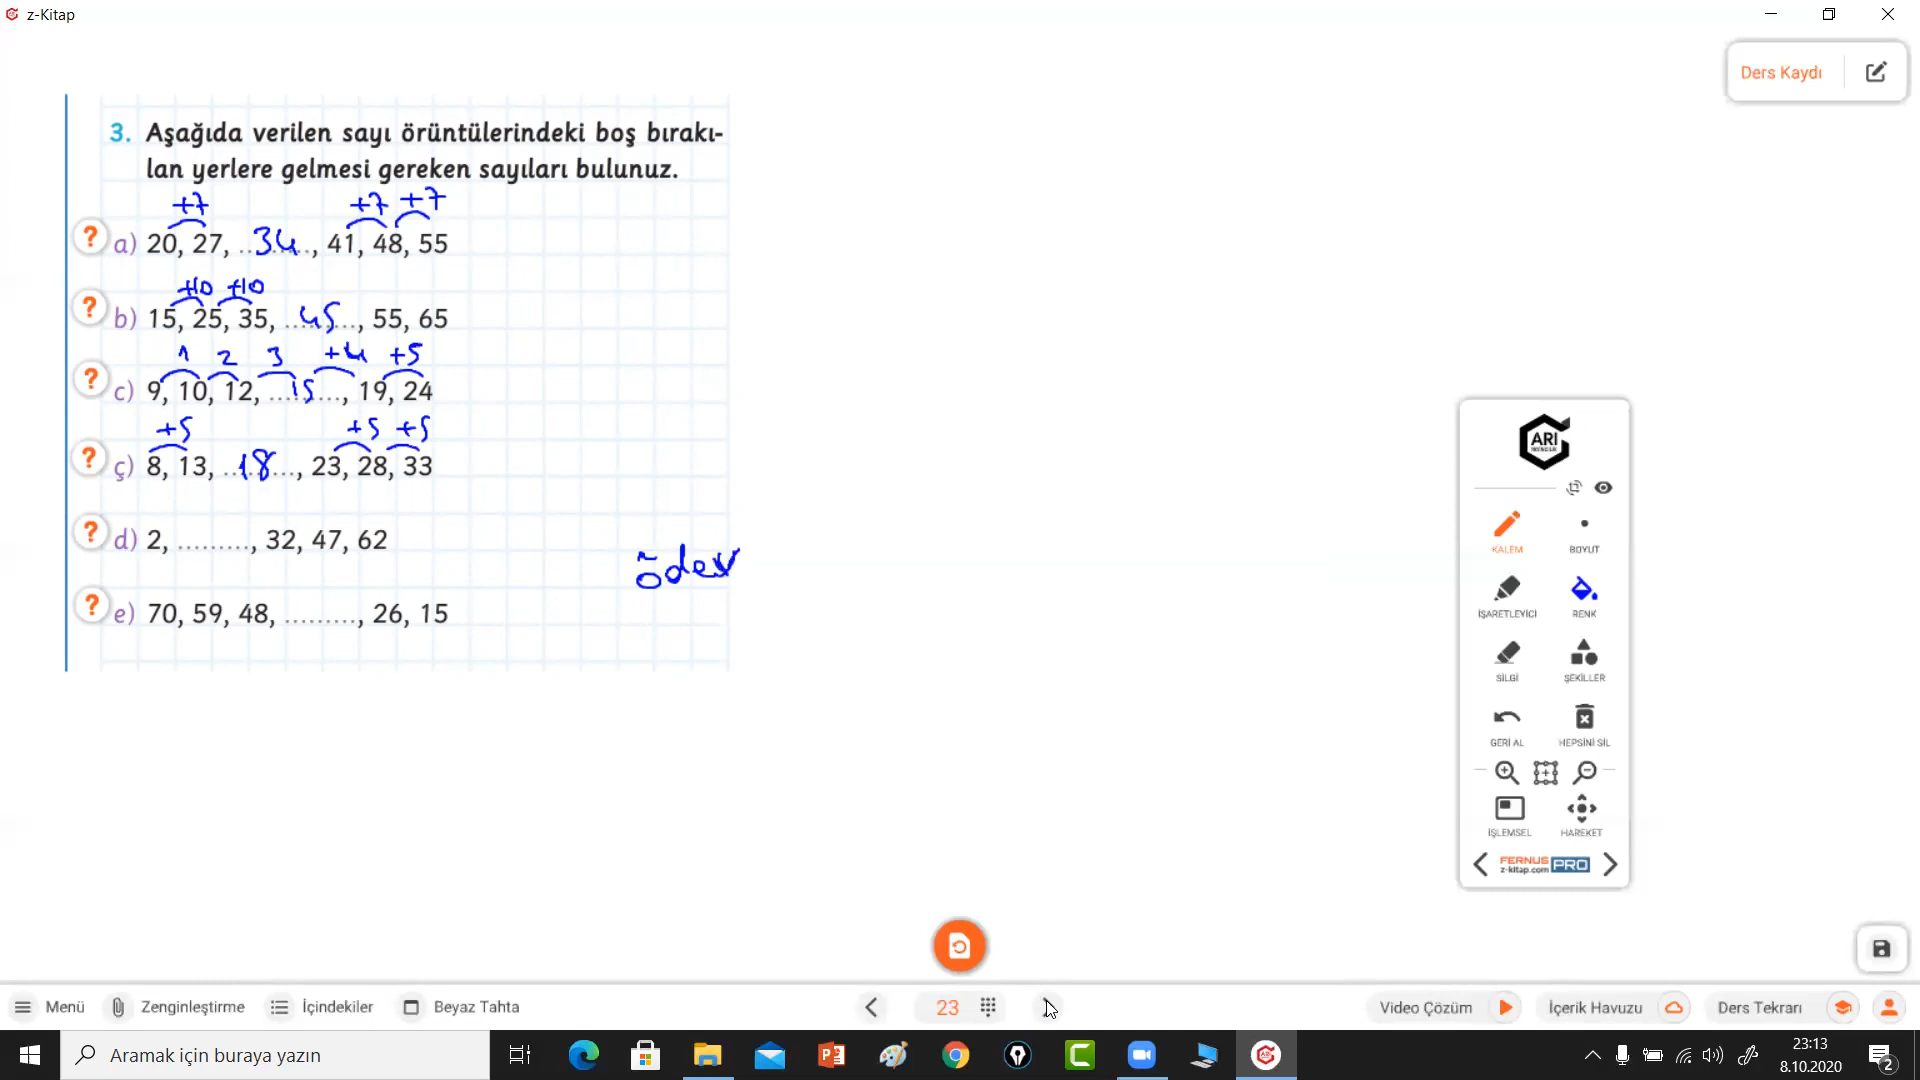 z-Kitap
Ders Kaydı
3. Aşağıda verilen sayı örüntülerindeki boş bırakı-
lan yerlere gelmesi gereken sayıları bulunuz.
+7 +7 +7
? a) 20, 27, ...34..., 41, 48, 55
+10 +10
? b) 15, 25, 35, ...45..., 55, 65
1 2 3 +4 +5
? c) 9, 10, 12, ...15..., 19, 24
+5 +5 +5
? ç) 8, 13, ...18..., 23, 28, 33
? d) 2, ........., 32, 47, 62
ödev
? e) 70, 59, 48, ........., 26, 15
ARI
KALEM BOYUT
İŞARETLEYİCİ RENK
SİLGİ ŞEKİLLER
GERİ AL HEPSİNİ SİL
İŞLEMSEL HAREKET
FERNUS
z-kitap.com PRO
Menü Zenginleştirme İçindekiler Beyaz Tahta 23 Video Çözüm İçerik Havuzu Ders Tekrarı
Aramak için buraya yazın
23:13
8.10.2020
2